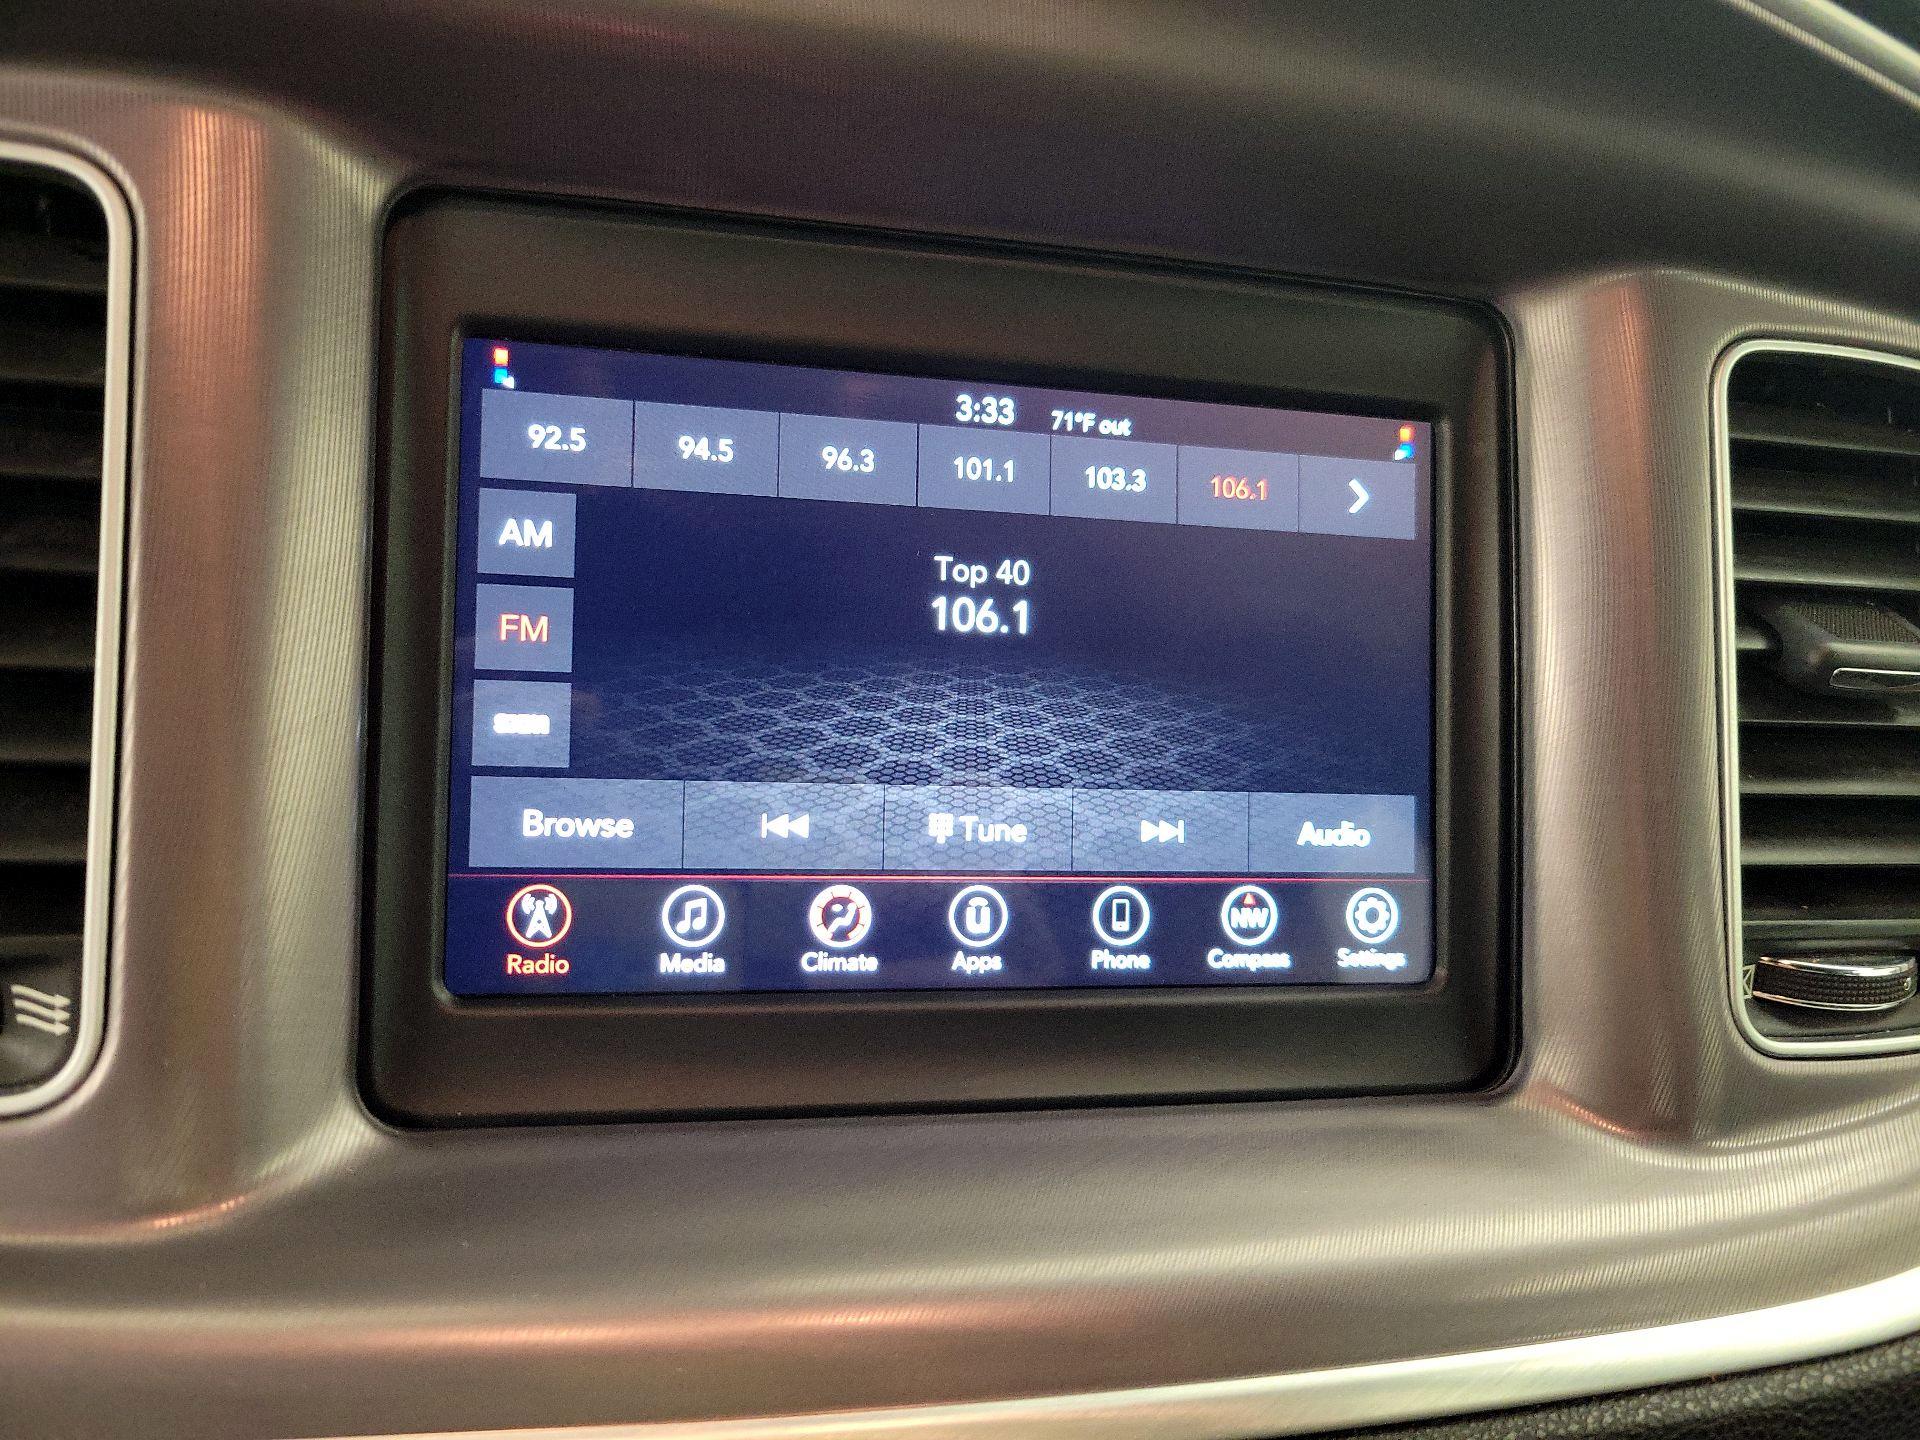 3:33 71°F out
92.5 94.5 96.3 101.1 103.3 106.1
AM
Top 40
106.1
FM
Browse Tune Audio
NW
Radio Media Climate Apps Phone Compass Settings